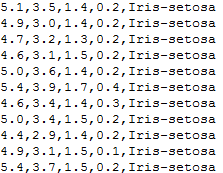 5.1,3.5,1.4,0.2,Iris-setosa
4.9,3.0,1.4,0.2,Iris-setosa
4.7,3.2,1.3,0.2,Iris-setosa
4.6,3.1,1.5,0.2,Iris-setosa
5.0,3.6,1.4,0.2,Iris-setosa
5.4,3.9,1.7,0.4,Iris-setosa
4.6,3.4,1.4,0.3,Iris-setosa
5.0,3.4,1.5,0.2,Iris-setosa
4.4,2.9,1.4,0.2,Iris-setosa
4.9,3.1,1.5,0.1,Iris-setosa
5.4,3.7,1.5,0.2,Iris-setosa